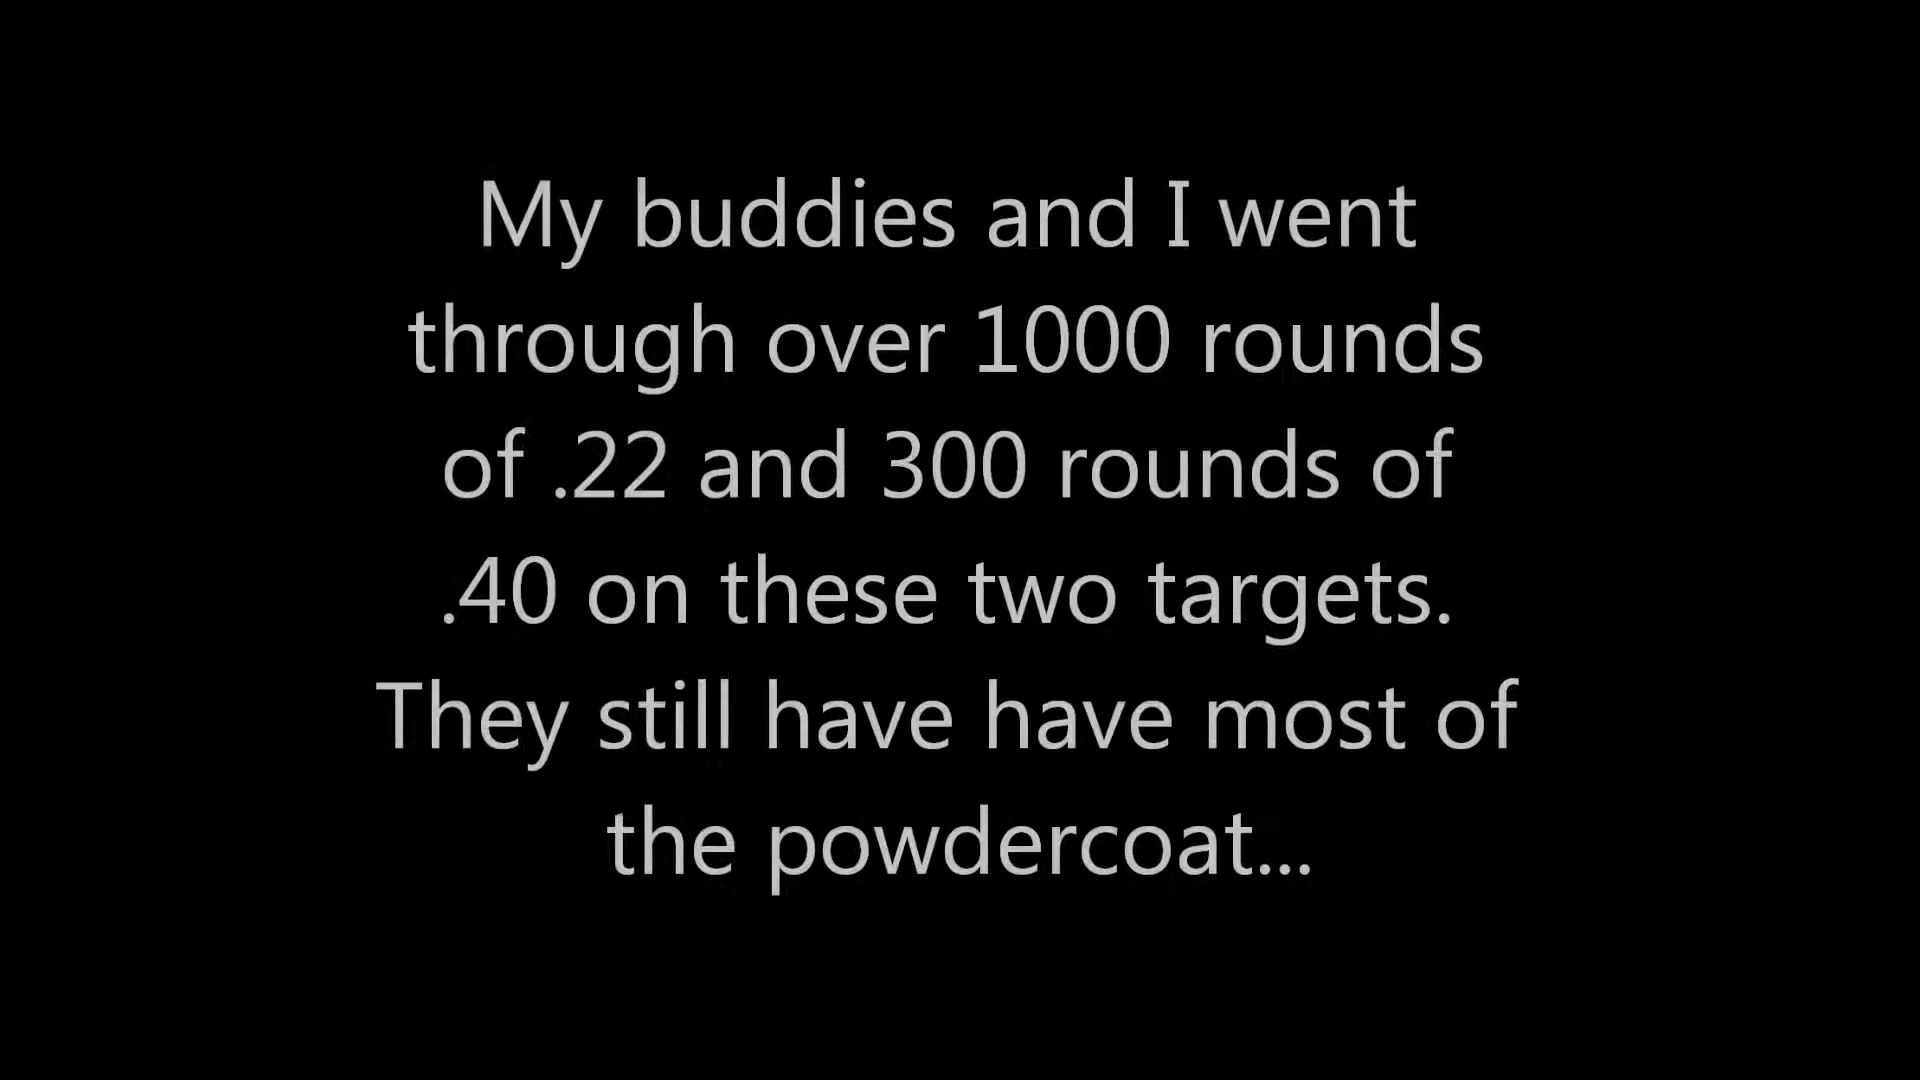 My buddies and I went
through over 1000 rounds
of .22 and 300 rounds of
.40 on these two targets.
They still have have most of
the powdercoat...